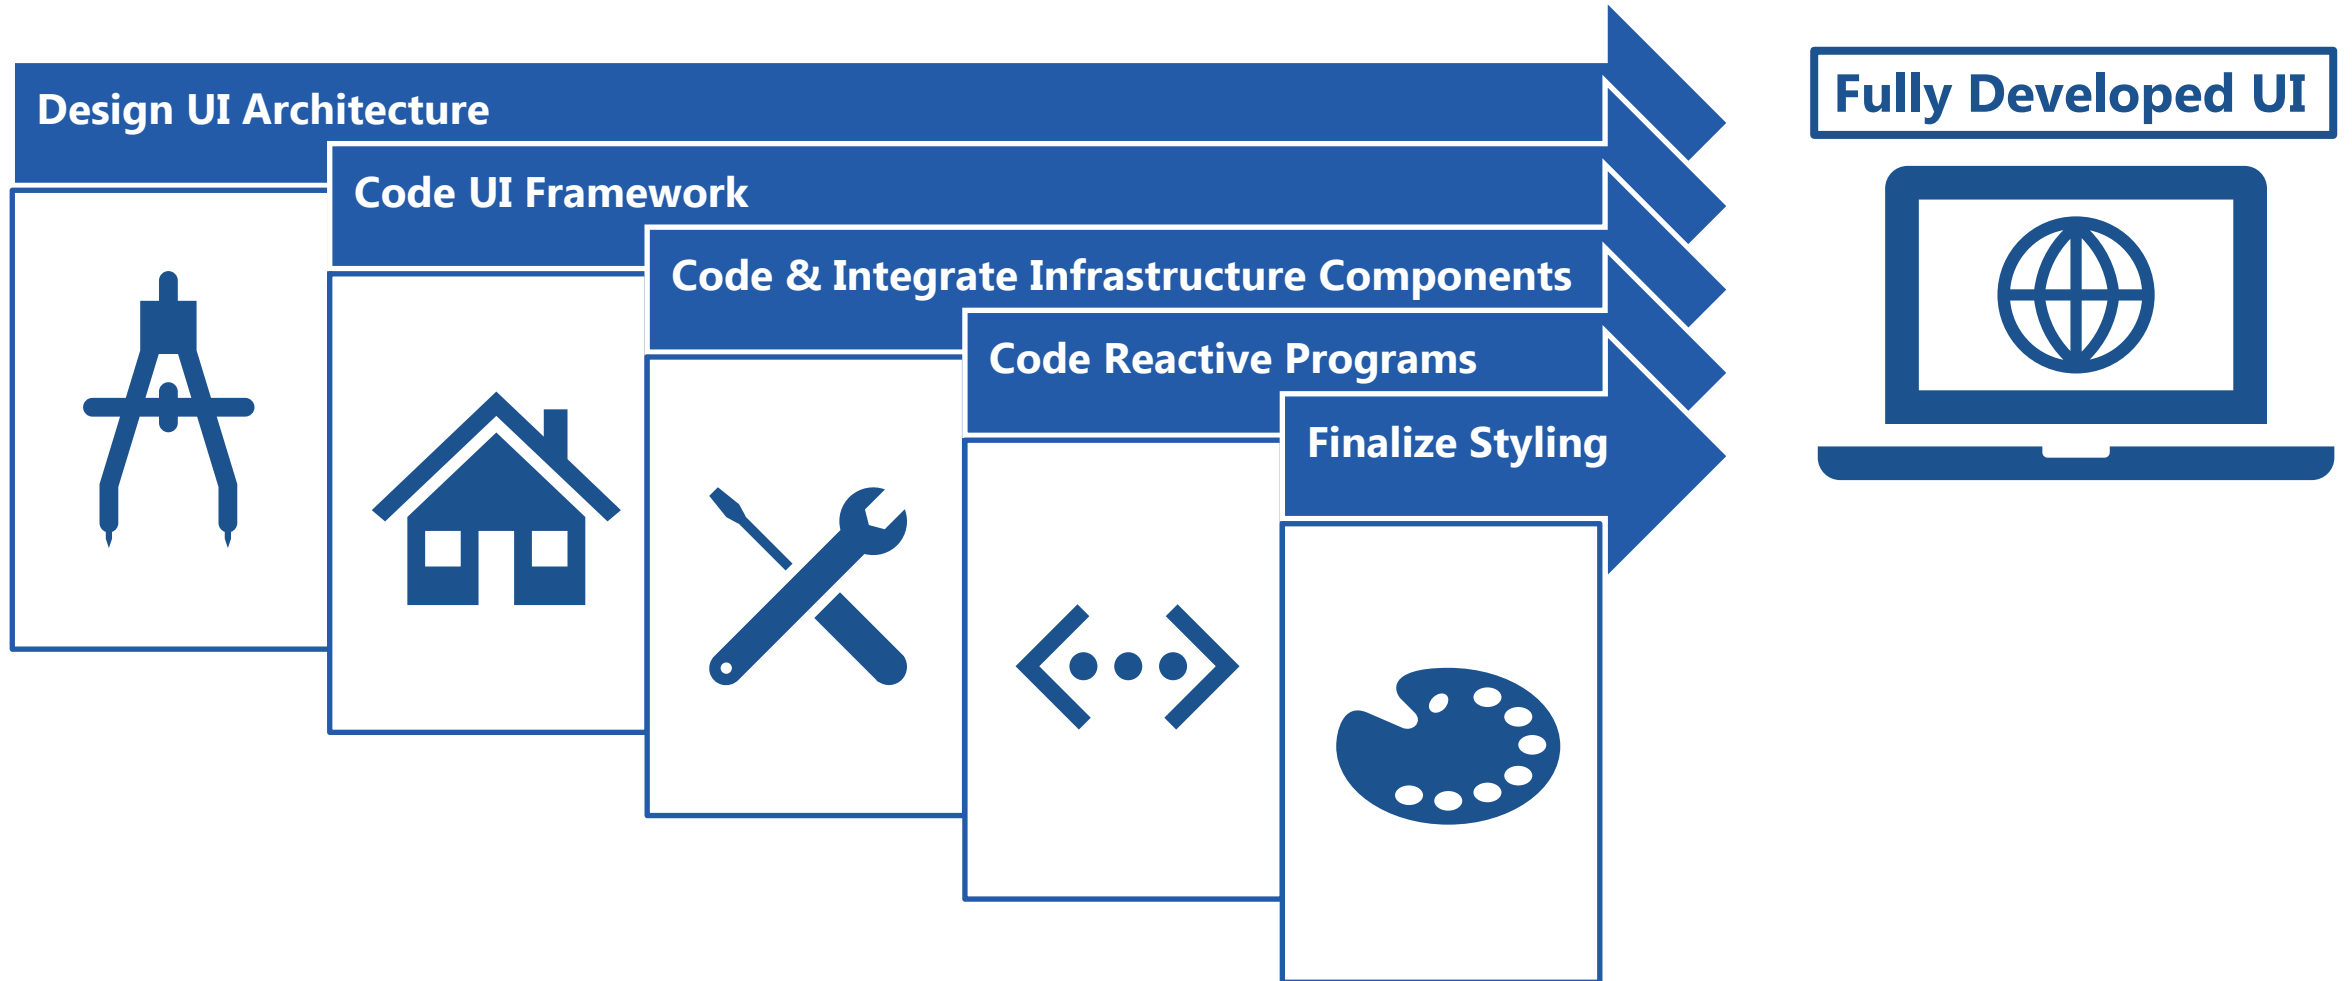 Design UI Architecture
Code UI Framework
Code & Integrate Infrastructure Components
Code Reactive Programs
Finalize Styling
Fully Developed UI